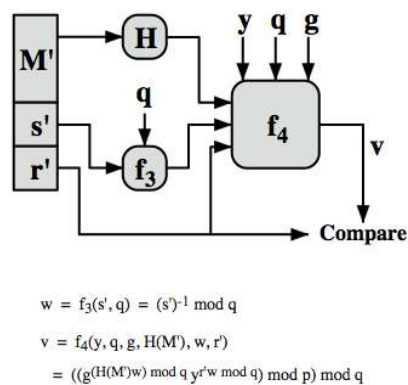 H
y q g
M'
q
s'
f3
f4
v
r'
Compare
w = f3(s', q) = (s')-1 mod q
v = f4(y, q, g, H(M'), w, r')
= ((g(H(M')w) mod q yr'w mod q) mod p) mod q